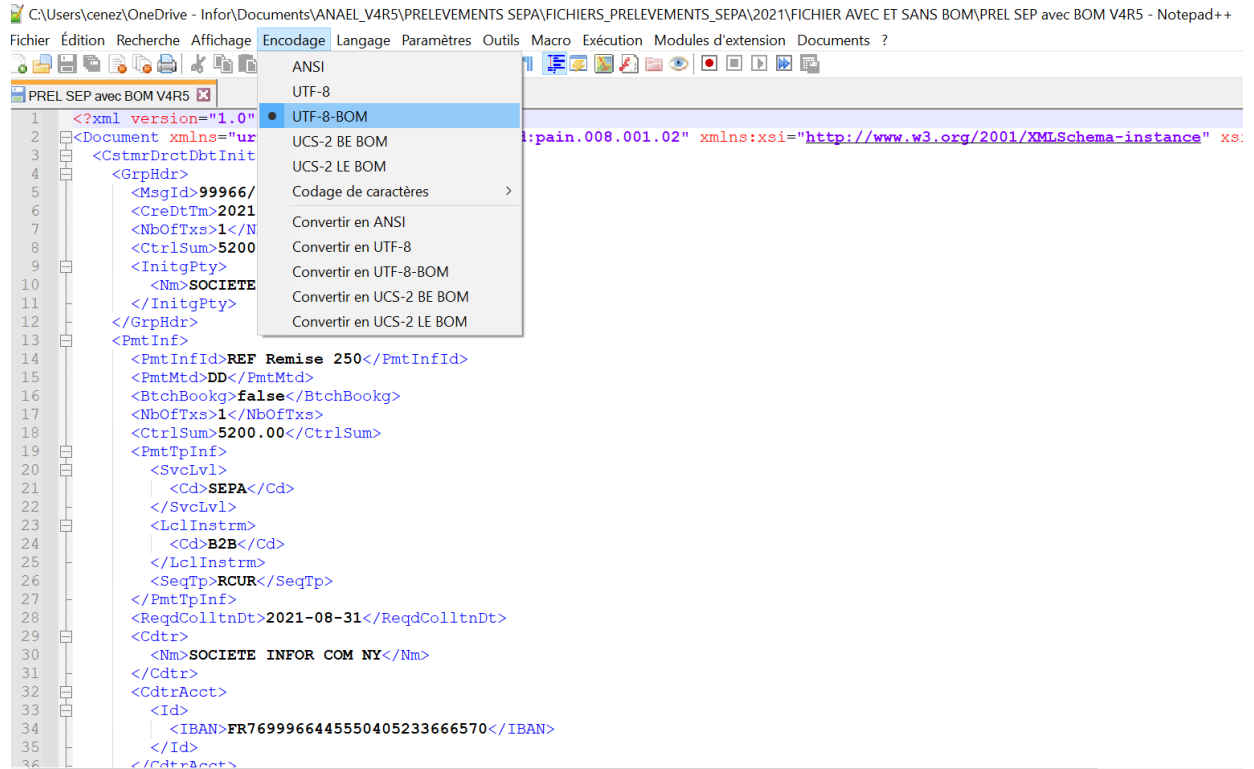 C:\Users\cenez\OneDrive - Infor\Documents\ANAEL_V4R5\PRELEVEMENTS SEPA\FICHIERS_PRELEVEMENTS_SEPA\2021\FICHIER AVEC ET SANS BOM\PREL SEP avec BOM V4R5 - Notepad++
Fichier Édition Recherche Affichage Encodage Langage Paramètres Outils Macro Exécution Modules d'extension Documents ?
PREL SEP avec BOM V4R5
ANSI
UTF-8
UTF-8-BOM
UCS-2 BE BOM
UCS-2 LE BOM
Codage de caractères
Convertir en ANSI
Convertir en UTF-8
Convertir en UTF-8-BOM
Convertir en UCS-2 BE BOM
Convertir en UCS-2 LE BOM
1 <?xml version="1.0"
2 <Document xmlns="ur d:pain.008.001.02" xmlns:xsi="http://www.w3.org/2001/XMLSchema-instance" xs
3 <CstmrDrctDbtInit
4 <GrpHdr>
5 <MsgId>99966/
6 <CreDtTm>2021
7 <NbOfTxs>1</N
8 <CtrlSum>5200
9 <InitgPty>
10 <Nm>SOCIETE
11 </InitgPty>
12 </GrpHdr>
13 <PmtInf>
14 <PmtInfId>REF Remise 250</PmtInfId>
15 <PmtMtd>DD</PmtMtd>
16 <BtchBookg>false</BtchBookg>
17 <NbOfTxs>1</NbOfTxs>
18 <CtrlSum>5200.00</CtrlSum>
19 <PmtTpInf>
20 <SvcLvl>
21 <Cd>SEPA</Cd>
22 </SvcLvl>
23 <LclInstrm>
24 <Cd>B2B</Cd>
25 </LclInstrm>
26 <SeqTp>RCUR</SeqTp>
27 </PmtTpInf>
28 <ReqdColltnDt>2021-08-31</ReqdColltnDt>
29 <Cdtr>
30 <Nm>SOCIETE INFOR COM NY</Nm>
31 </Cdtr>
32 <CdtrAcct>
33 <Id>
34 <IBAN>FR7699966445550405233666570</IBAN>
35 </Id>
36 </CdtrAcct>